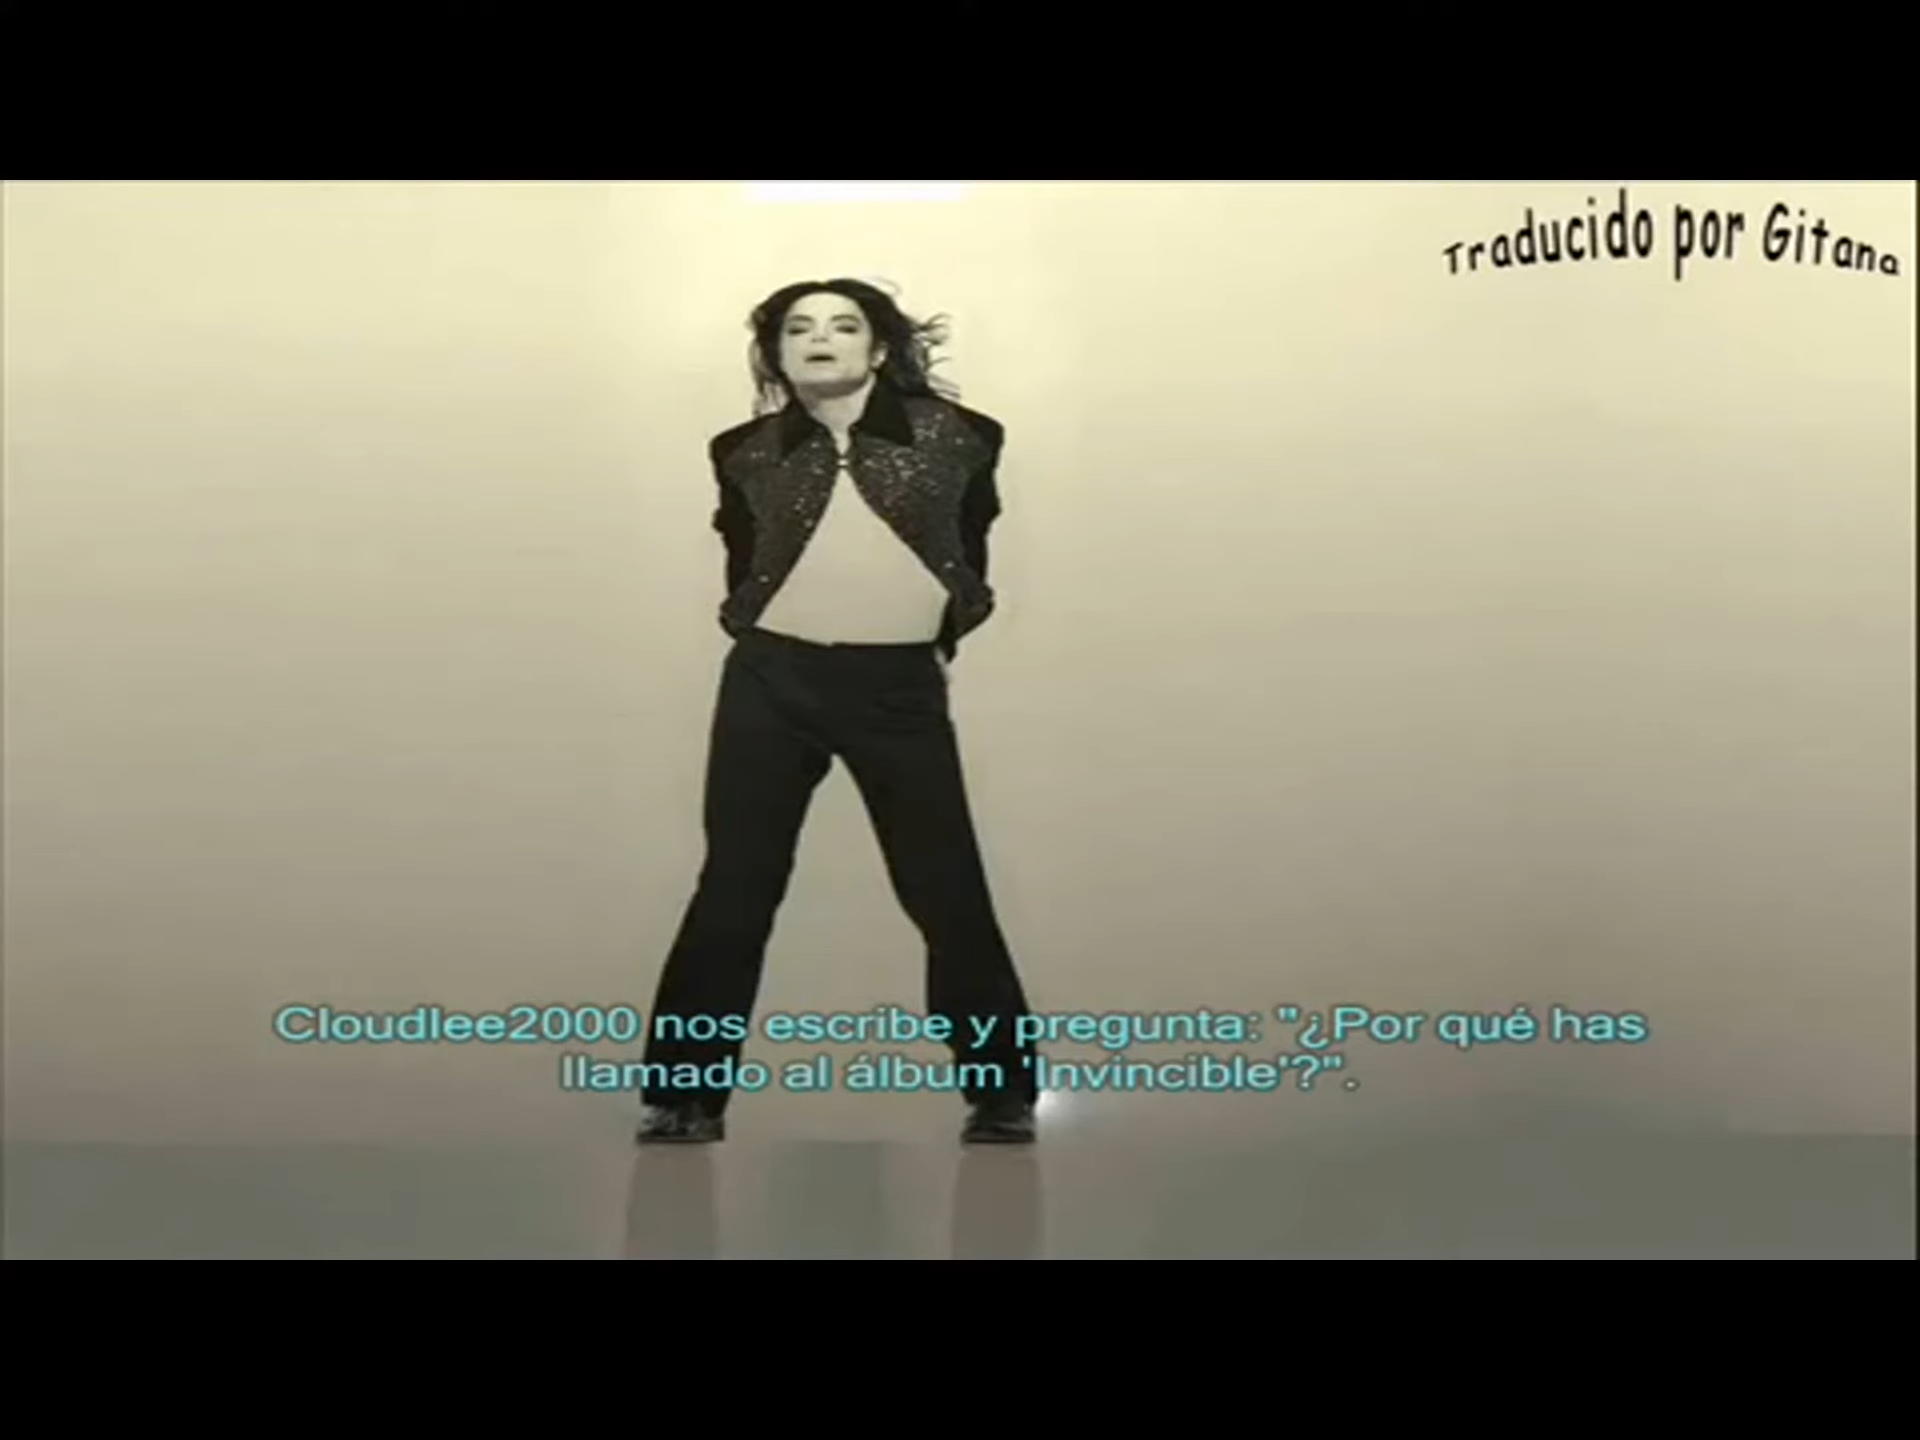 Traducido por Gitana
Cloudlee2000 nos escribe y pregunta: "¿Por qué has
llamado al álbum 'Invincible'?".